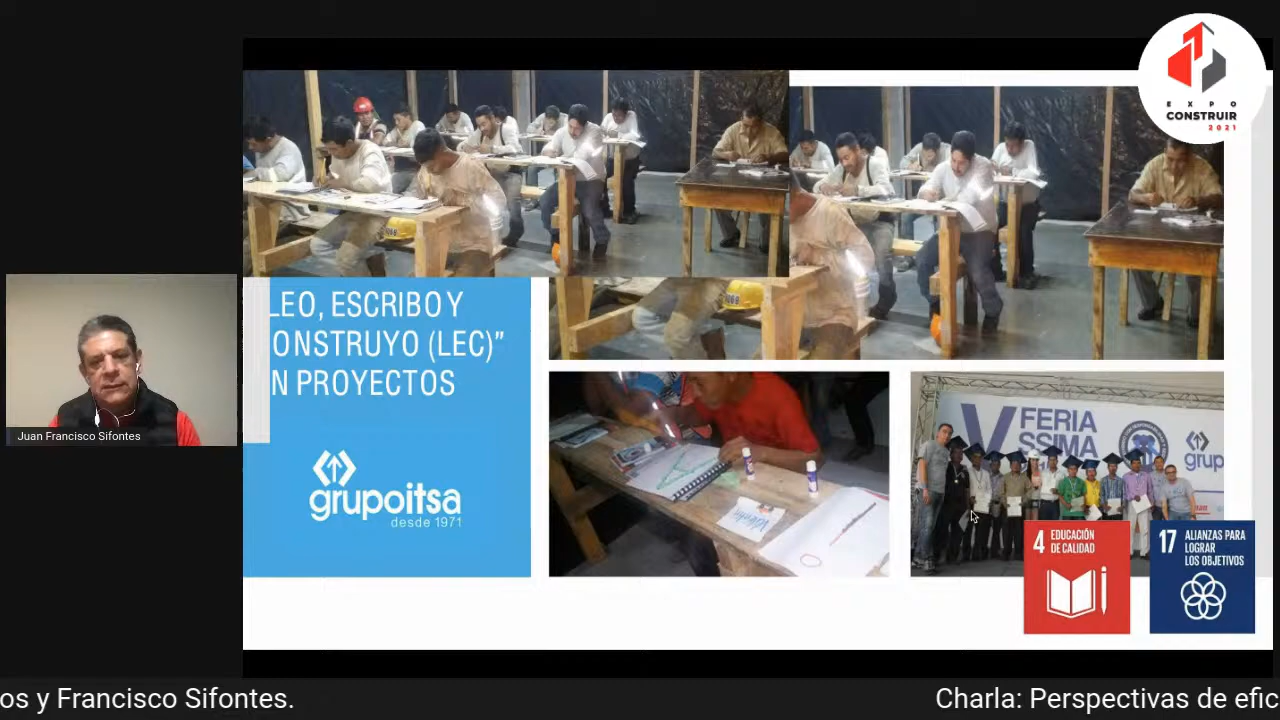 EXPO
CONSTRUIR
2021
LEO, ESCRIBO Y
ONSTRUYO (LEC)”
N PROYECTOS
grupoitsa
desde 1971
V FERIA
SSIMA
grup
4 EDUCACIÓN
DE CALIDAD
17 ALIANZAS PARA
LOGRAR
LOS OBJETIVOS
Juan Francisco Sifontes
os y Francisco Sifontes.
Charla: Perspectivas de efic